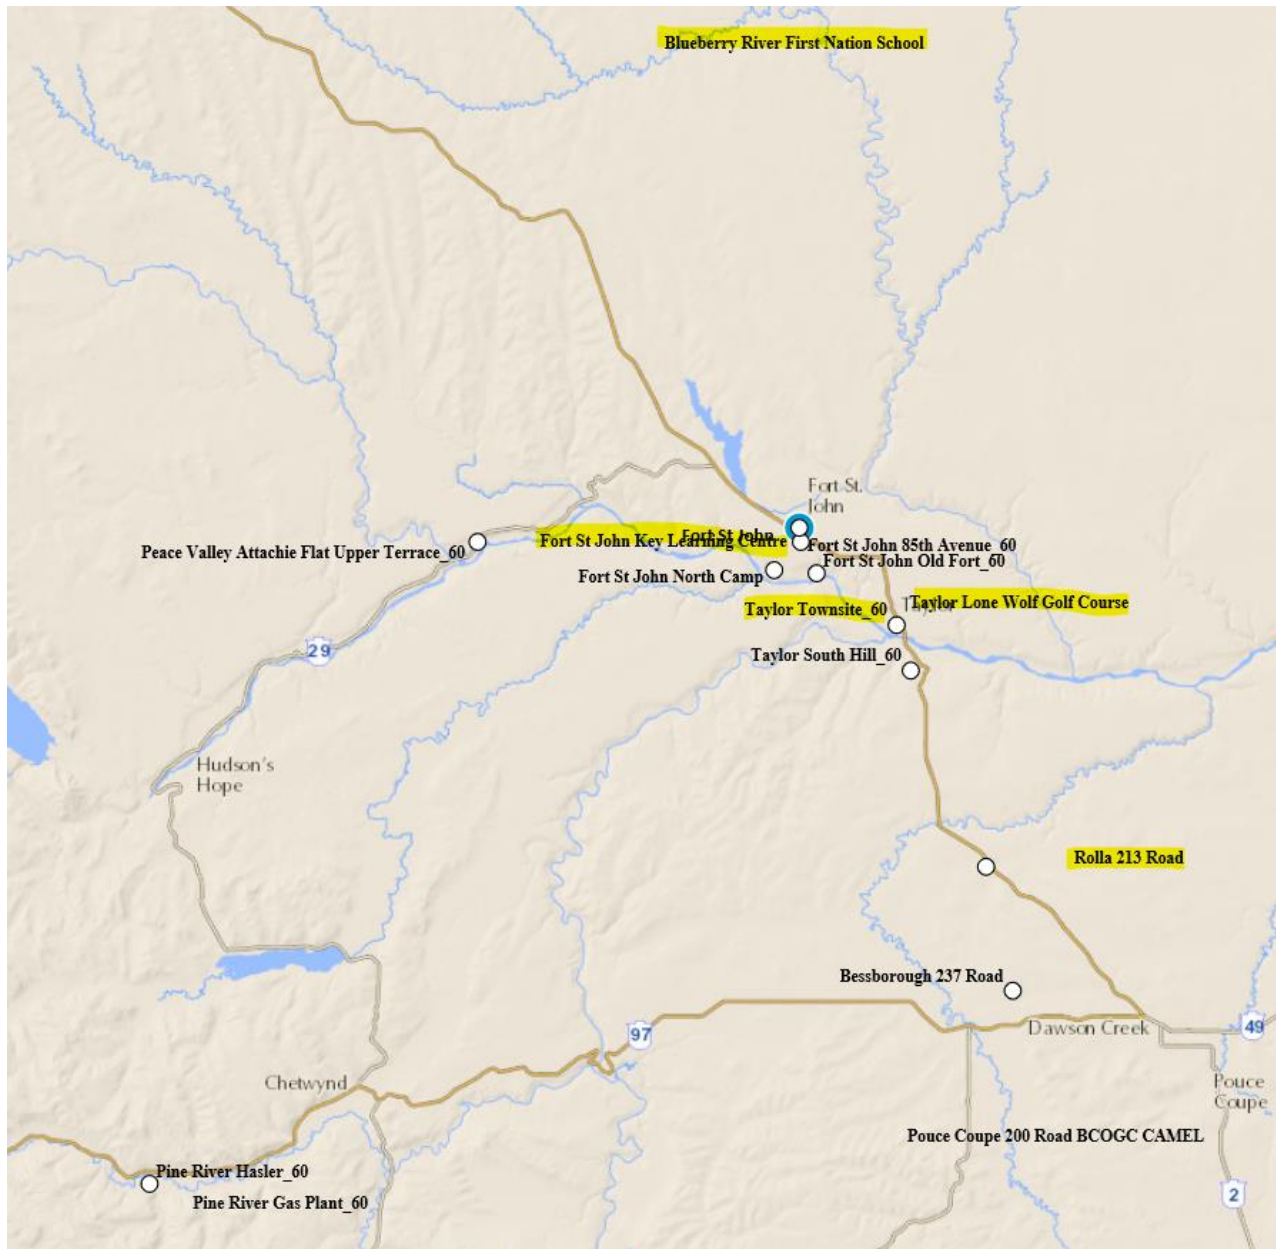 Blueberry River First Nation School
Fort St.
John
Fort St John
Fort St John Key Learning Centre
Fort St John 85th Avenue_60
Peace Valley Attachie Flat Upper Terrace_60
Fort St John Old Fort_60
Fort St John North Camp
Taylor
Taylor Lone Wolf Golf Course
Taylor Townsite_60
29
Taylor South Hill_60
Hudson's
Hope
Rolla 213 Road
Bessborough 237 Road
97
Dawson Creek
49
Chetwynd
Pouce
Coupe
Pouce Coupe 200 Road BCOGC CAMEL
Pine River Hasler_60
Pine River Gas Plant_60
2